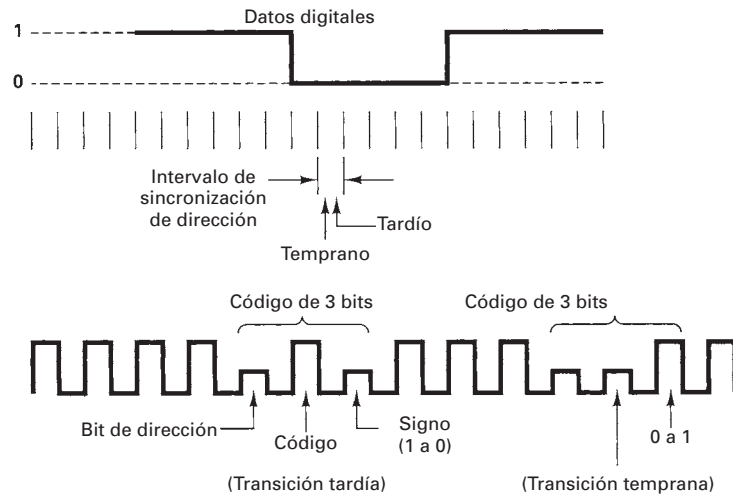 Datos digitales
1
0
Intervalo de
sincronización
de dirección
Tardío
Temprano
Código de 3 bits
Código de 3 bits
Bit de dirección
Código
Signo
(1 a 0)
0 a 1
(Transición tardía)
(Transición temprana)